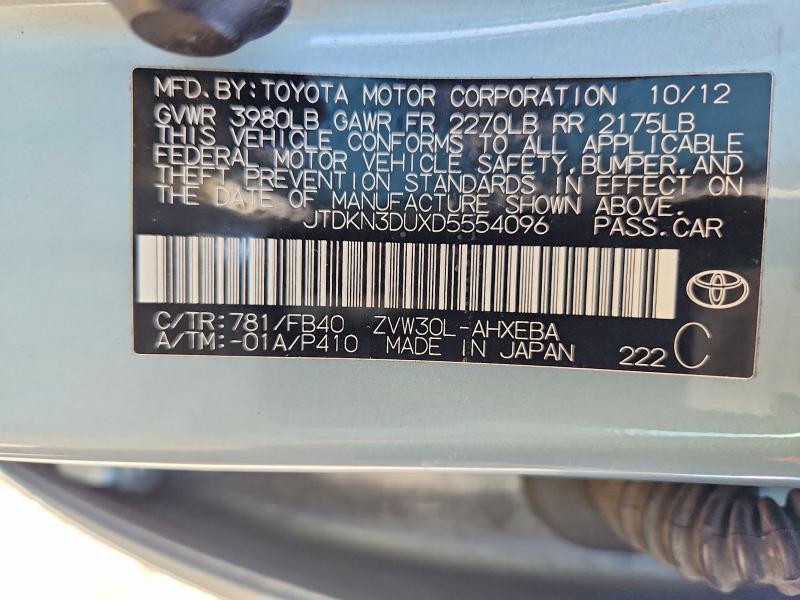 MFD. BY: TOYOTA MOTOR CORPORATION 10/12
GVWR 3980LB GAWR FR 2270LB RR 2175LB
THIS VEHICLE CONFORMS TO ALL APPLICABLE
FEDERAL MOTOR VEHICLE SAFETY, BUMPER, AND
THEFT PREVENTION STANDARDS IN EFFECT ON
THE DATE OF MANUFACTURE SHOWN ABOVE.
JTDKN3DUXD5554096 PASS. CAR
C/TR: 781/FB40 ZVW30L-AHXEBA
A/TM: -01A/P410 MADE IN JAPAN 222 C